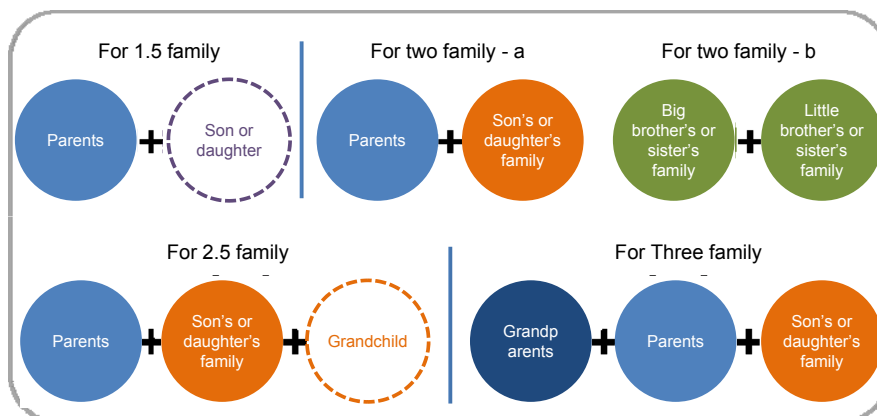 For 1.5 family
For two family - a
For two family - b
Parents
+
Son or
daughter
Parents
+
Son's or
daughter's
family
Big
brother's or
sister's
family
+
Little
brother's or
sister's
family
For 2.5 family
For Three family
Parents
+
Son's or
daughter's
family
+
Grandchild
Grandp
arents
+
Parents
+
Son's or
daughter's
family